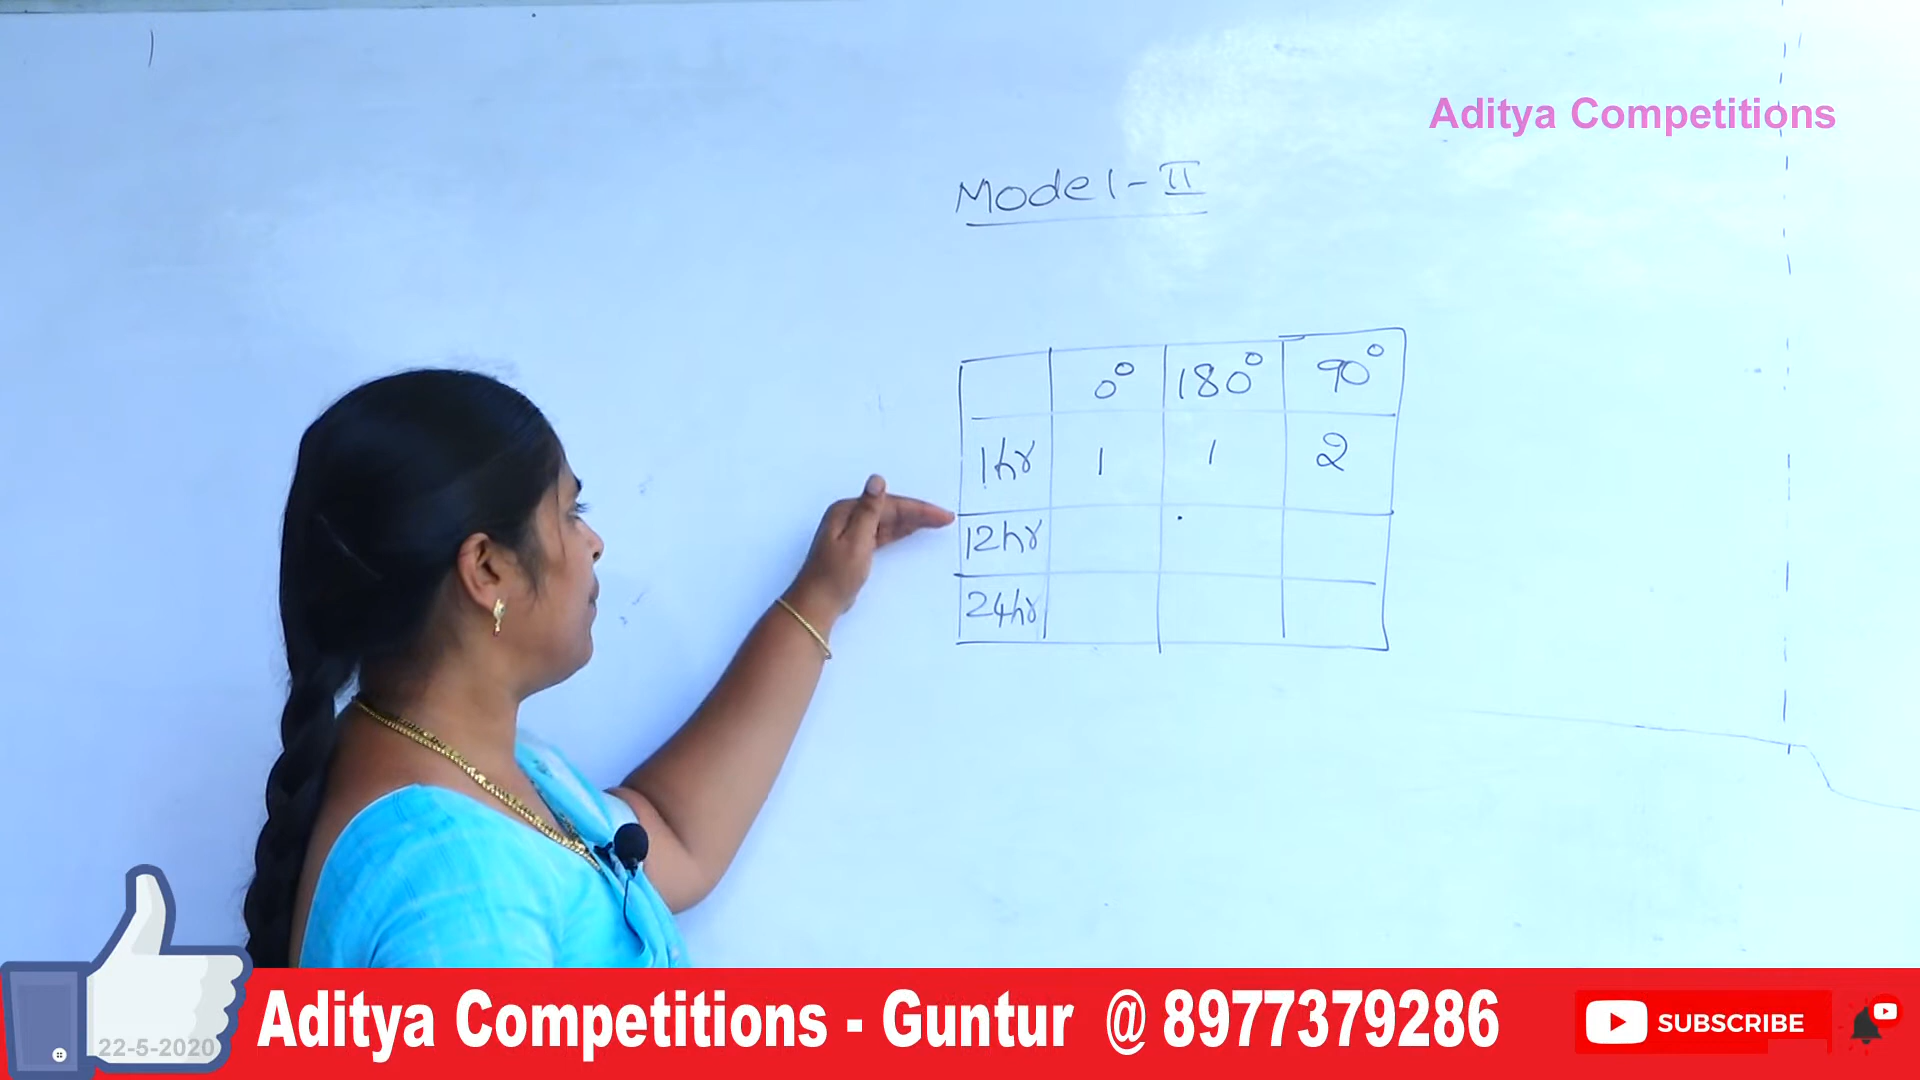 Aditya Competitions
Model-II
0° 180° 90°
1hr 1 1 2
12hr
24hr
22-5-2020
Aditya Competitions - Guntur @ 8977379286
SUBSCRIBE